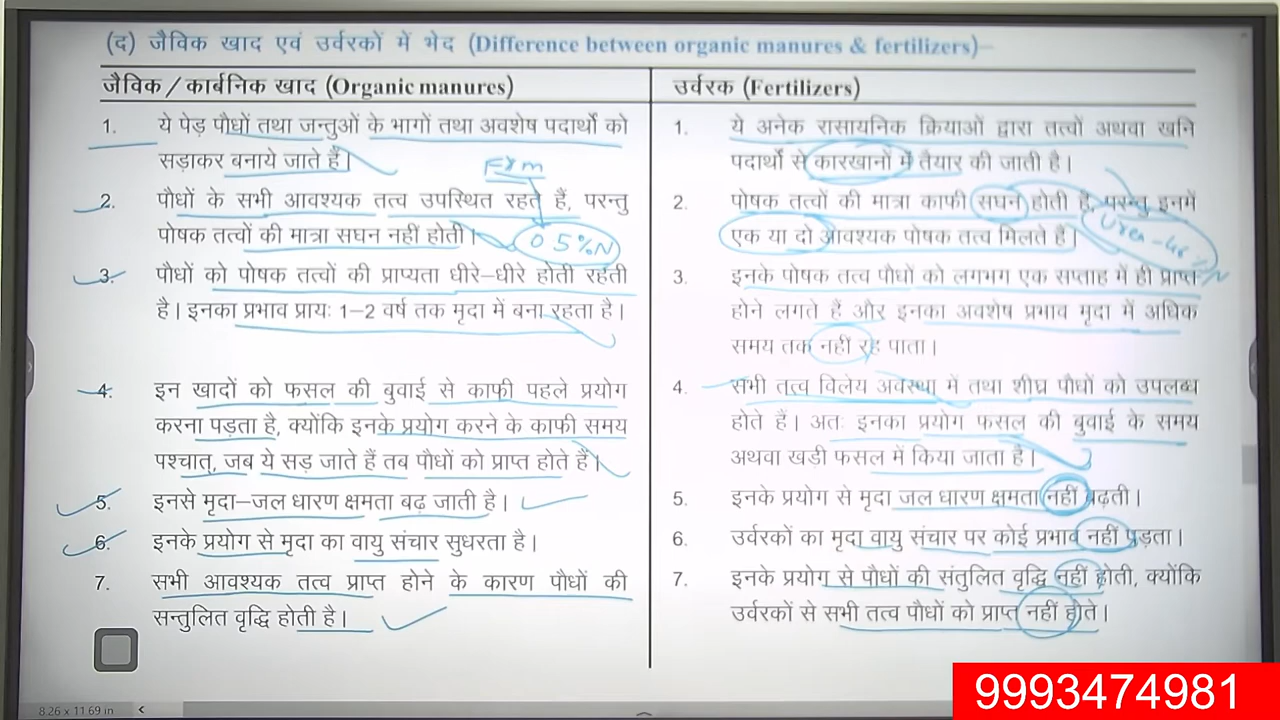 (द) जैविक खाद एवं उर्वरकों में भेद (Difference between organic manures & fertilizers)–
जैविक / कार्बनिक खाद (Organic manures)
1. ये पेड़ पौधों तथा जन्तुओं के भागों तथा अवशेष पदार्थों को
सड़ाकर बनाये जाते हैं।
FYM
2. पौधों के सभी आवश्यक तत्व उपस्थित रहते हैं, परन्तु
पोषक तत्वों की मात्रा सघन नहीं होती।
0.5%N
3. पौधों को पोषक तत्वों की प्राप्यता धीरे–धीरे होती रहती
है। इनका प्रभाव प्रायः 1–2 वर्ष तक मृदा में बना रहता है।
4. इन खादों को फसल की बुवाई से काफी पहले प्रयोग
करना पड़ता है, क्योंकि इनके प्रयोग करने के काफी समय
पश्चात्, जब ये सड़ जाते हैं तब पौधों को प्राप्त होते हैं।
5. इनसे मृदा–जल धारण क्षमता बढ़ जाती है।
6. इनके प्रयोग से मृदा का वायु संचार सुधरता है।
7. सभी आवश्यक तत्व प्राप्त होने के कारण पौधों की
सन्तुलित वृद्धि होती है।
उर्वरक (Fertilizers)
1. ये अनेक रासायनिक क्रियाओं द्वारा तत्वों अथवा खनि
पदार्थों से कारखानों में तैयार की जाती है।
2. पोषक तत्वों की मात्रा काफी सघन होती है, परन्तु इनमें
एक या दो आवश्यक पोषक तत्व मिलते हैं।
Urea-46%N
3. इनके पोषक तत्व पौधों को लगभग एक सप्ताह में ही प्राप्त
होने लगते हैं और इनका अवशेष प्रभाव मृदा में अधिक
समय तक नहीं रह पाता।
4. सभी तत्व विलेय अवस्था में तथा शीघ्र पौधों को उपलब्ध
होते हैं। अतः इनका प्रयोग फसल की बुवाई के समय
अथवा खड़ी फसल में किया जाता है।
5. इनके प्रयोग से मृदा जल धारण क्षमता नहीं बढ़ती।
6. उर्वरकों का मृदा वायु संचार पर कोई प्रभाव नहीं पड़ता।
7. इनके प्रयोग से पौधों की संतुलित वृद्धि नहीं होती, क्योंकि
उर्वरकों से सभी तत्व पौधों को प्राप्त नहीं होते।
8.26 x 11.69 in
9993474981